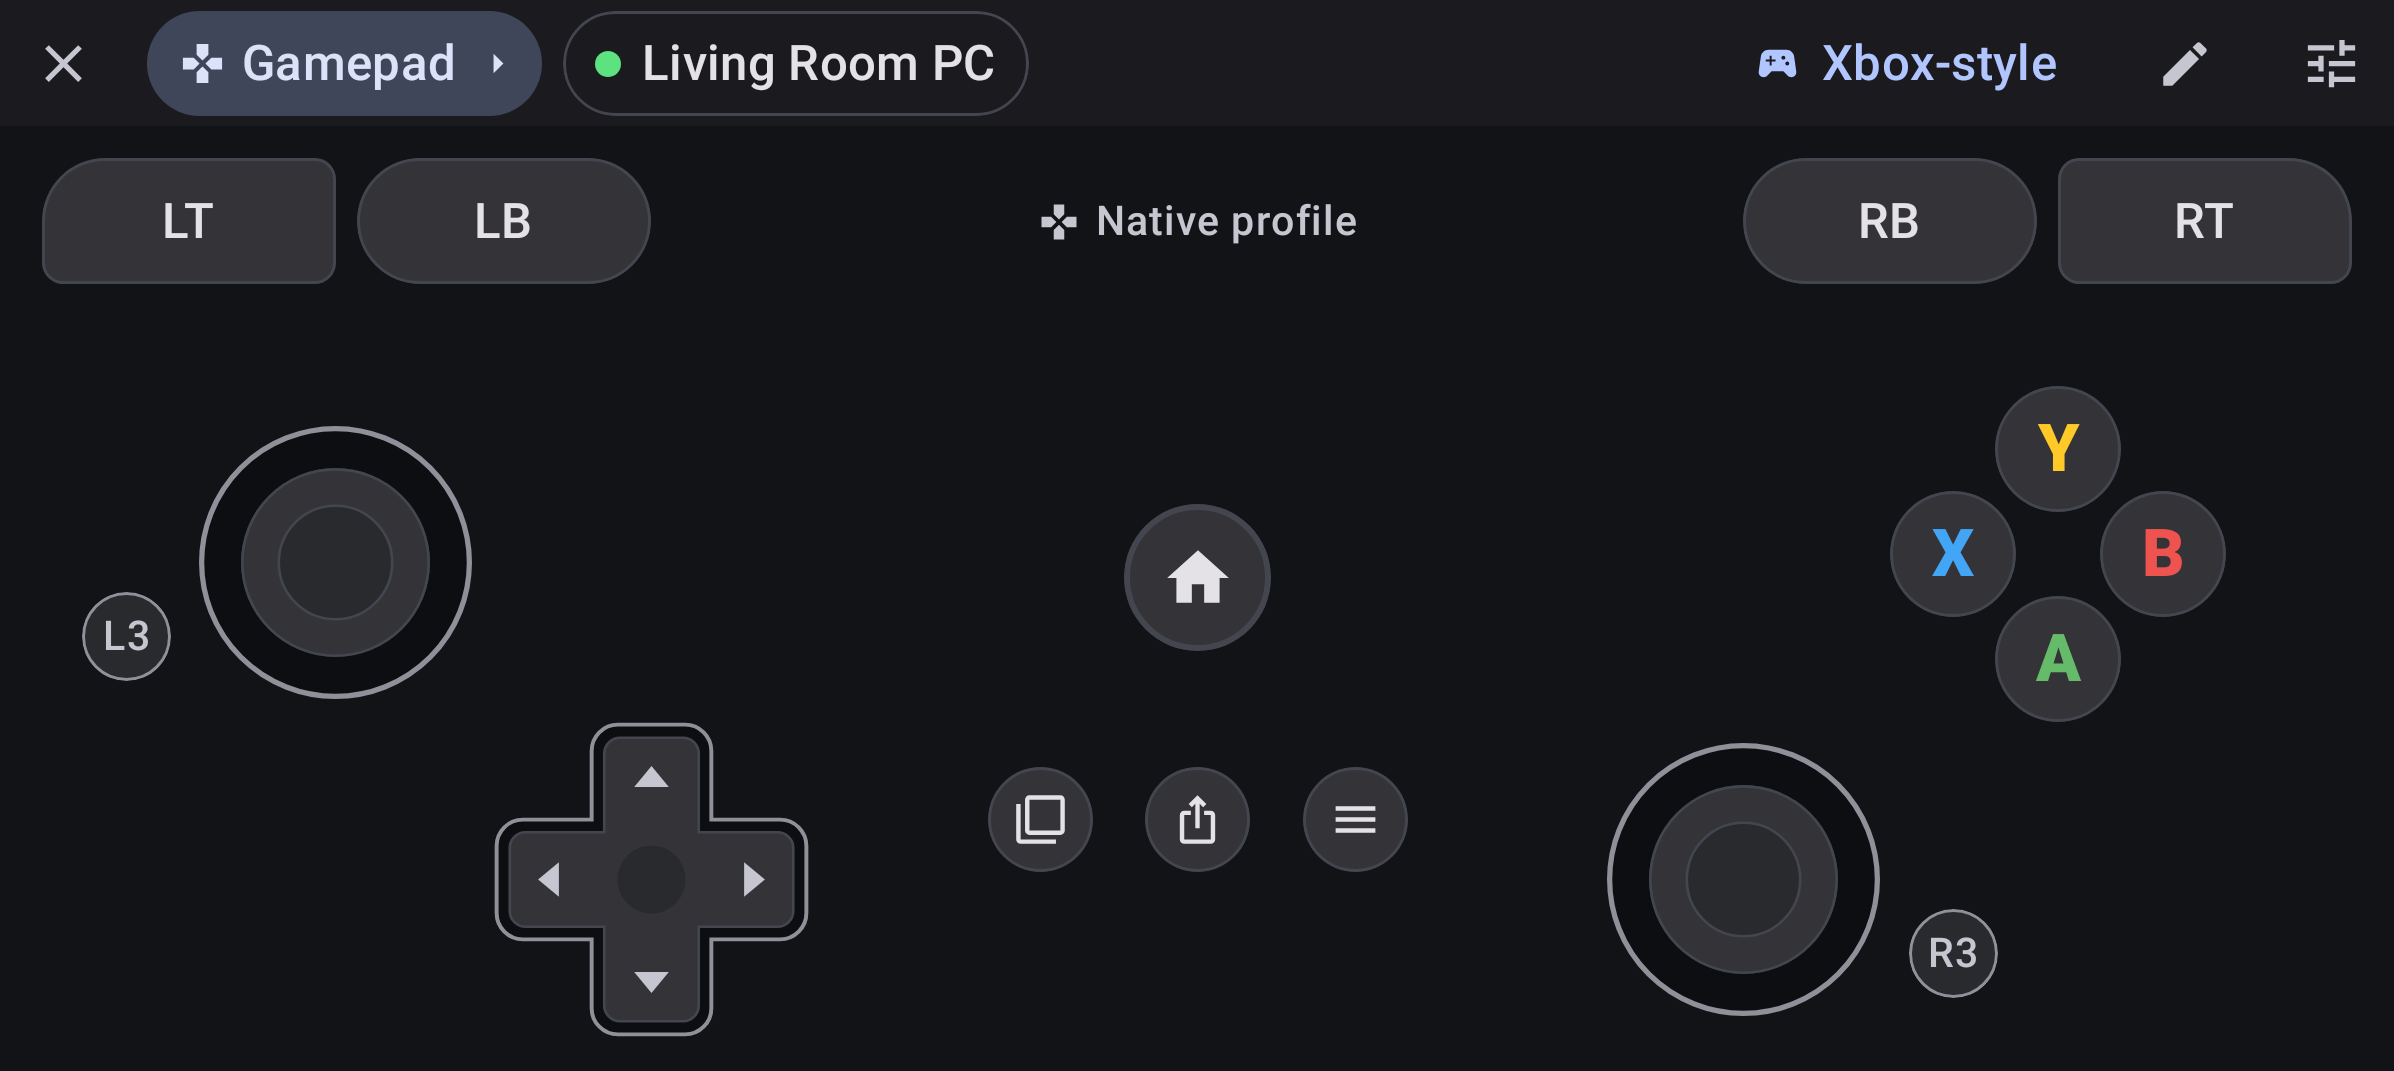 Gamepad
Living Room PC
Xbox-style
LT
LB
Native profile
RB
RT
Y
X
B
A
L3
R3